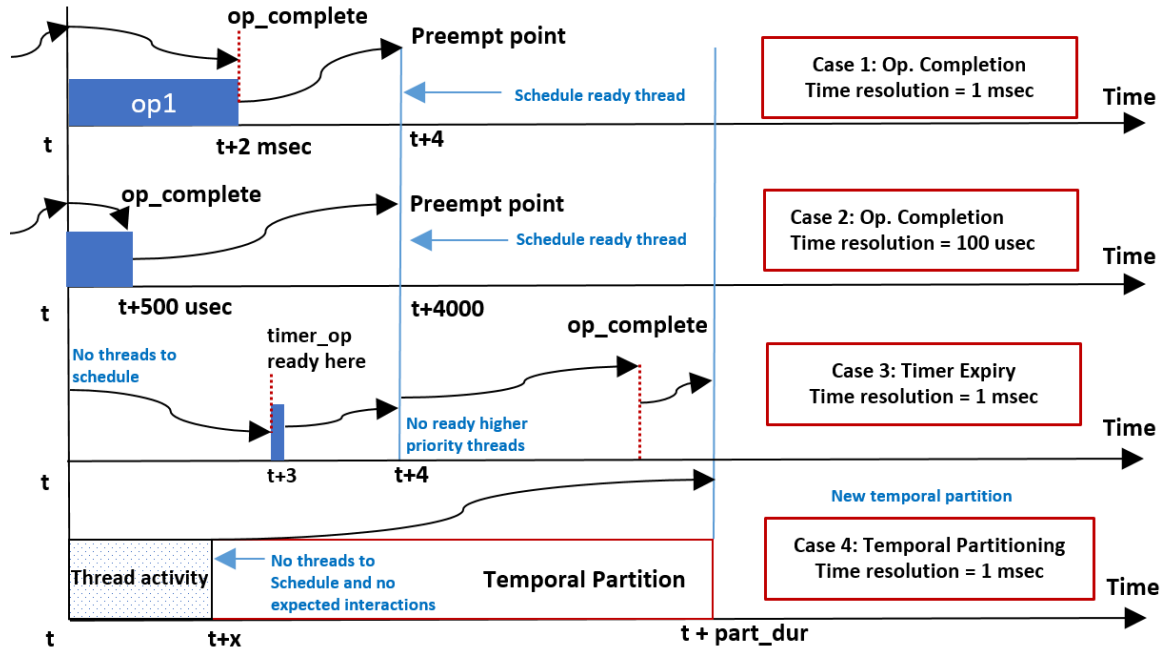 op_complete
Preempt point
Case 1: Op. Completion
Time resolution = 1 msec
op1
Schedule ready thread
Time
t
t+2 msec
t+4
op_complete
Preempt point
Case 2: Op. Completion
Time resolution = 100 usec
Schedule ready thread
Time
t
t+500 usec
t+4000
timer_op
ready here
op_complete
No threads to
schedule
Case 3: Timer Expiry
Time resolution = 1 msec
No ready higher
priority threads
Time
t
t+3
t+4
New temporal partition
Case 4: Temporal Partitioning
Time resolution = 1 msec
Thread activity
No threads to
Schedule and no
expected interactions
Temporal Partition
Time
t
t+x
t + part_dur